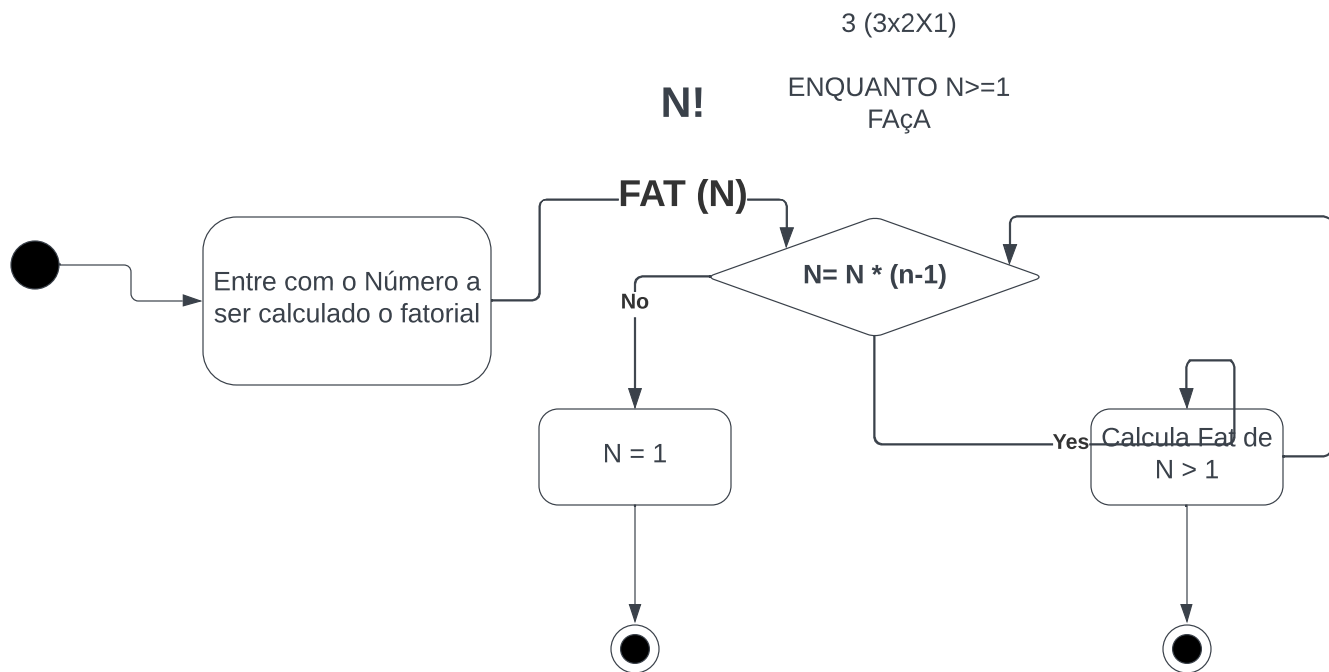 3 (3x2X1)
N!
ENQUANTO N>=1
FAçA
FAT (N)
Entre com o Número a
ser calculado o fatorial
N= N * (n-1)
No
N = 1
Yes
Calcula Fat de
N > 1